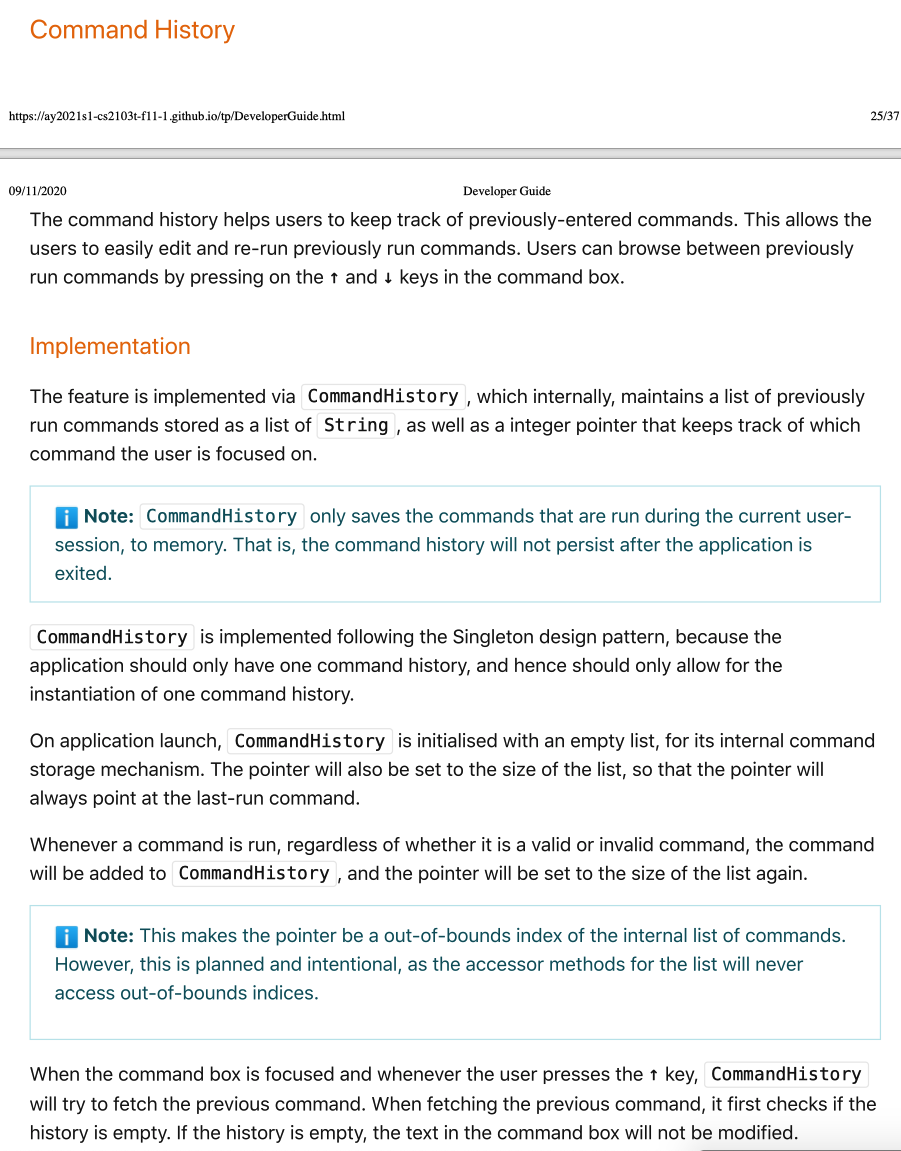 Command History
https://ay2021s1-cs2103t-f11-1.github.io/tp/DeveloperGuide.html 25/37
09/11/2020 Developer Guide
The command history helps users to keep track of previously-entered commands. This allows the
users to easily edit and re-run previously run commands. Users can browse between previously
run commands by pressing on the ↑ and ↓ keys in the command box.
Implementation
The feature is implemented via CommandHistory , which internally, maintains a list of previously
run commands stored as a list of String , as well as a integer pointer that keeps track of which
command the user is focused on.
ℹ️ Note: CommandHistory only saves the commands that are run during the current user-
session, to memory. That is, the command history will not persist after the application is
exited.
CommandHistory is implemented following the Singleton design pattern, because the
application should only have one command history, and hence should only allow for the
instantiation of one command history.
On application launch, CommandHistory is initialised with an empty list, for its internal command
storage mechanism. The pointer will also be set to the size of the list, so that the pointer will
always point at the last-run command.
Whenever a command is run, regardless of whether it is a valid or invalid command, the command
will be added to CommandHistory , and the pointer will be set to the size of the list again.
ℹ️ Note: This makes the pointer be a out-of-bounds index of the internal list of commands.
However, this is planned and intentional, as the accessor methods for the list will never
access out-of-bounds indices.
When the command box is focused and whenever the user presses the ↑ key, CommandHistory
will try to fetch the previous command. When fetching the previous command, it first checks if the
history is empty. If the history is empty, the text in the command box will not be modified.